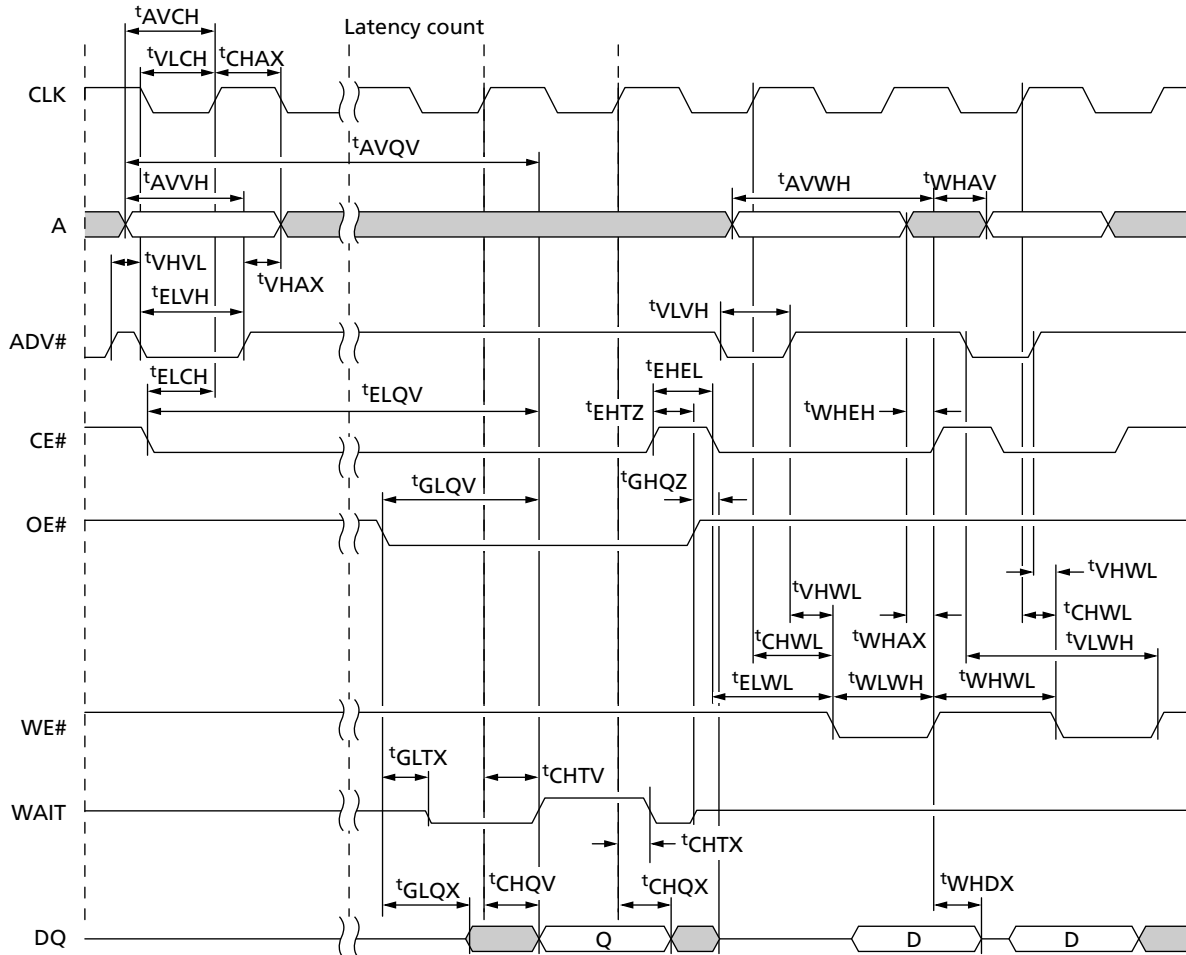 tAVCH
Latency count
tVLCH tCHAX
CLK
tAVQV
tAVVH tAVWH tWHAV
A
tVHVL tVHAX
tELVH tVLVH
ADV#
tELCH tEHEL
tELQV
tEHTZ tWHEH
CE#
tGLQV tGHQZ
OE#
tVHWL
tVHWL
tCHWL
tCHWL tWHAX
tVLWH
tELWL tWLWH tWHWL
WE#
tGLTX tCHTV
WAIT
tCHTX
tGLQX tCHQV tCHQX tWHDX
DQ Q D D